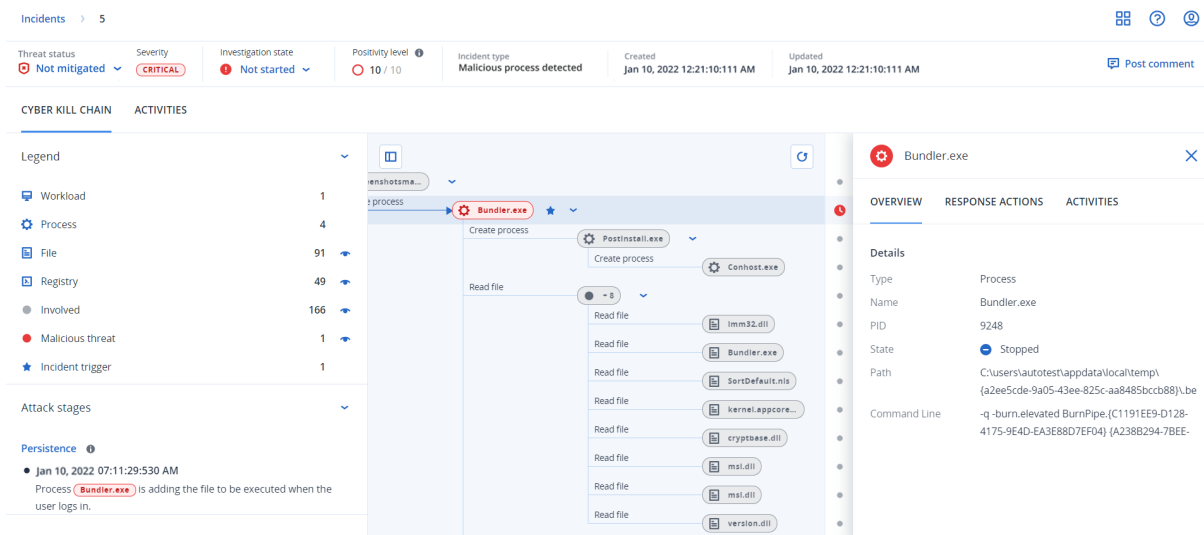 Incidents > 5
Threat status
Not mitigated
Severity
CRITICAL
Investigation state
Not started
Positivity level
10 / 10
Incident type
Malicious process detected
Created
Jan 10, 2022 12:21:10:111 AM
Updated
Jan 10, 2022 12:21:10:111 AM
Post comment
CYBER KILL CHAIN ACTIVITIES
Legend
Workload 1
Process 4
File 91
Registry 49
Involved 166
Malicious threat 1
Incident trigger 1
Attack stages
Persistence
Jan 10, 2022 07:11:29:530 AM
Process Bundler.exe is adding the file to be executed when the
user logs in.
enshotsma...
e process
Bundler.exe
Create process
PostInstall.exe
Create process
Conhost.exe
Read file
8
Read file
Imm32.dll
Read file
Bundler.exe
Read file
SortDefault.nls
Read file
kernel.appcore...
Read file
cryptbase.dll
Read file
msi.dll
Read file
msi.dll
Read file
version.dll
Bundler.exe
OVERVIEW RESPONSE ACTIONS ACTIVITIES
Details
Type Process
Name Bundler.exe
PID 9248
State Stopped
Path C:\users\autotest\appdata\local\temp\
{a2ee5cde-9a05-43ee-825c-aa8485bccb88}\.be
Command Line -q -burn.elevated BurnPipe.{C1191EE9-D128-
4175-9E4D-EA3E88D7EF04} {A238B294-7BEE-